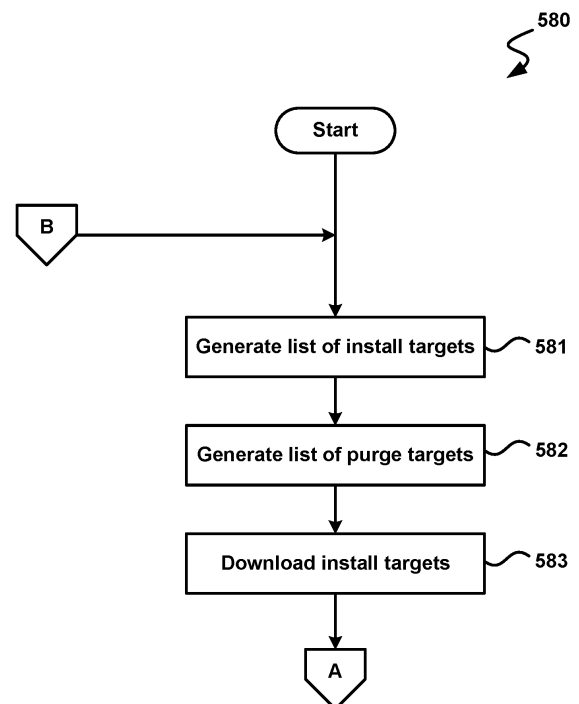 580
Start
B
Generate list of install targets
581
Generate list of purge targets
582
Download install targets
583
A